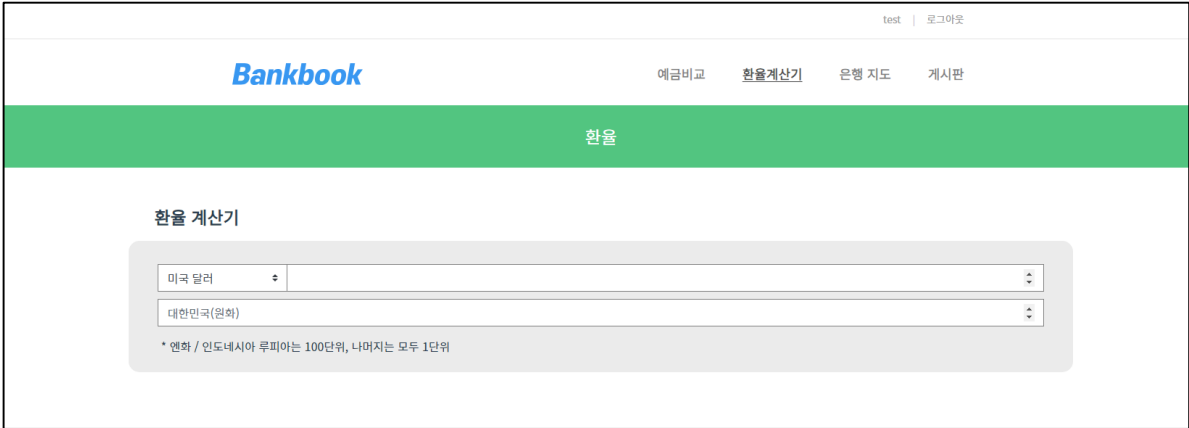 test | 로그아웃
Bankbook 예금비교 환율계산기 은행 지도 게시판
환율
환율 계산기
미국 달러
대한민국(원화)
* 엔화 / 인도네시아 루피아는 100단위, 나머지는 모두 1단위